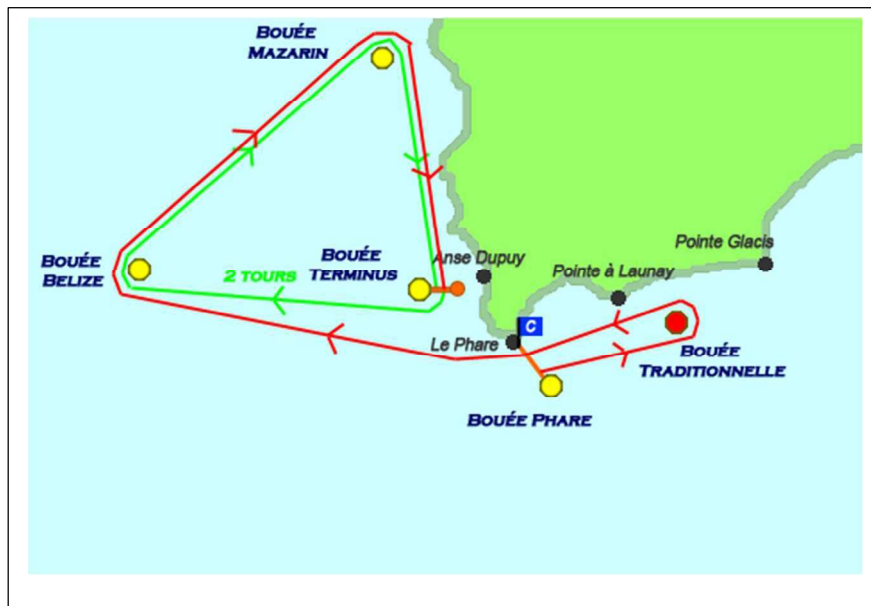 BOUÉE
MAZARIN
BOUÉE
BELIZE
BOUÉE
TERMINUS
2 TOURS
Anse Dupuy
Pointe à Launay
Pointe Glacis
C
Le Phare
BOUÉE
TRADITIONNELLE
BOUÉE PHARE